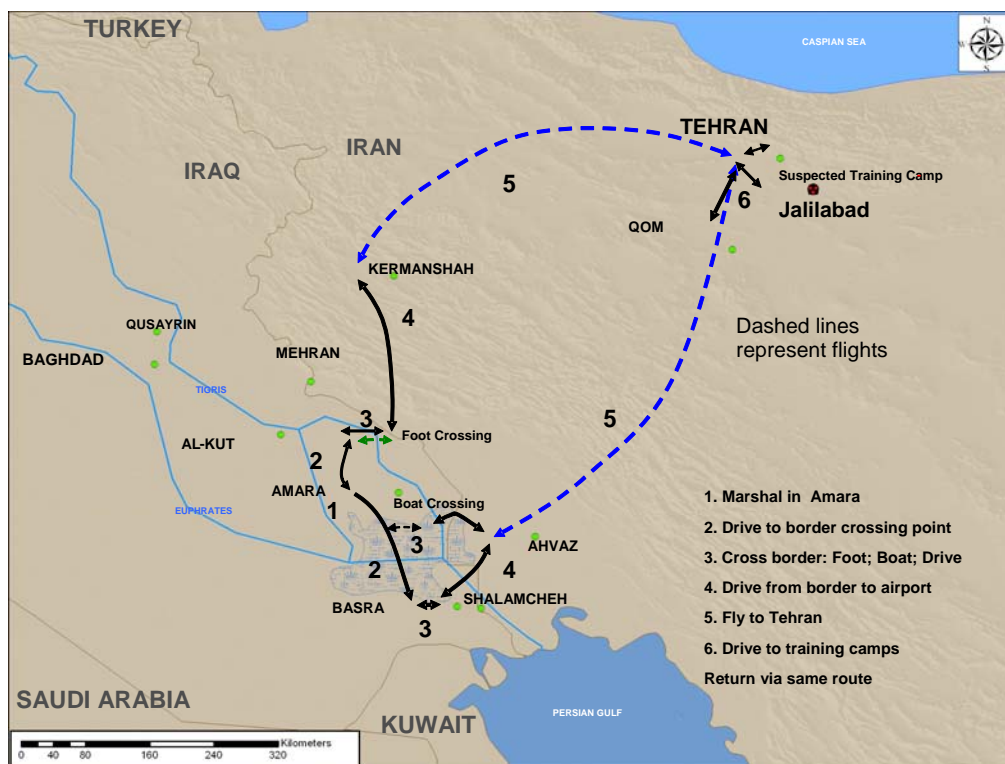 TURKEY
CASPIAN SEA
N
W
S
TEHRAN
IRAN
IRAQ
5
Suspected Training Camp
6
Jalilabad
QOM
KERMANSHAH
4
QUSAYRIN
Dashed lines
represent flights
BAGHDAD
MEHRAN
TIGRIS
3
5
AL-KUT
Foot Crossing
2
AMARA
1
Boat Crossing
EUPHRATES
3
AHVAZ
2
4
BASRA
SHALAMCHEH
3
1. Marshal in Amara
2. Drive to border crossing point
3. Cross border: Foot; Boat; Drive
4. Drive from border to airport
5. Fly to Tehran
6. Drive to training camps
Return via same route
SAUDI ARABIA
KUWAIT
PERSIAN GULF
Kilometers
0 40 80 160 240 320